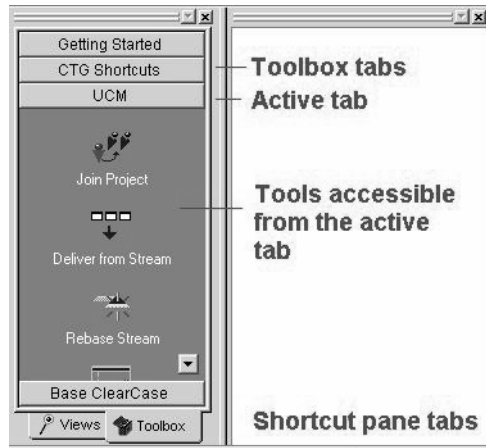 Getting Started
CTG Shortcuts
UCM
Toolbox tabs
Active tab
Join Project
Deliver from Stream
Rebase Stream
Tools accessible
from the active
tab
Base ClearCase
Views
Toolbox
Shortcut pane tabs